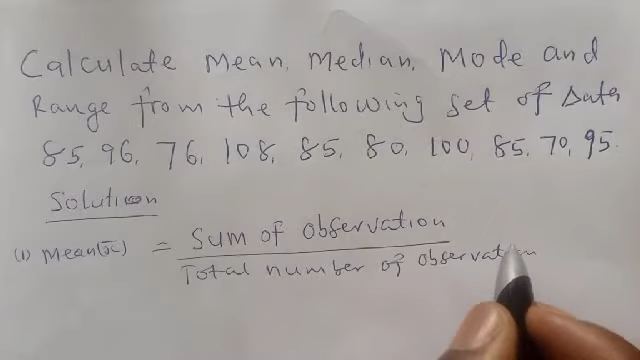 Calculate Mean, Median, Mode and
Range from the following set of Data
85, 96, 76, 108, 85, 80, 100, 85, 70, 95.
Solution
(1) Mean(x̄) = Sum of Observation
Total number of observation